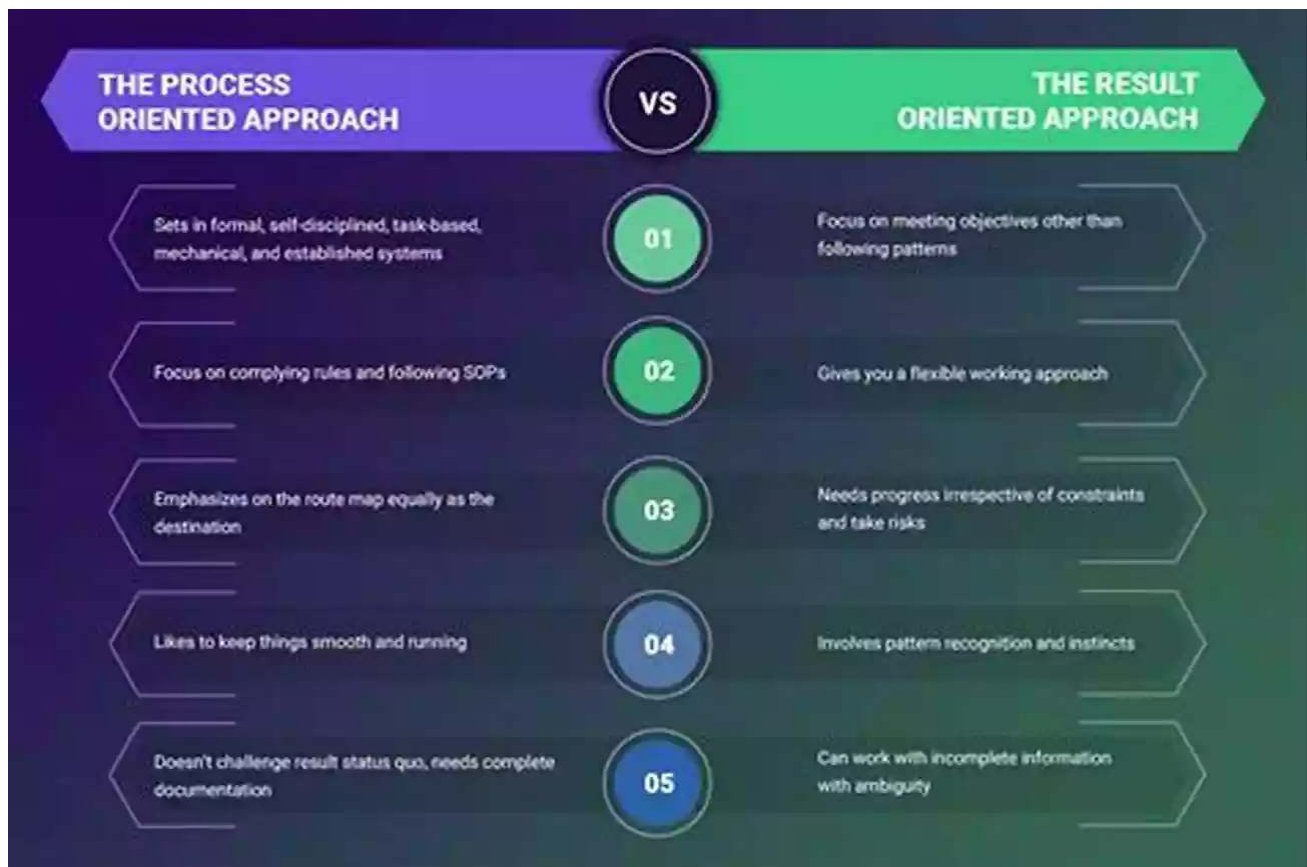 THE PROCESS
ORIENTED APPROACH
VS
THE RESULT
ORIENTED APPROACH
Sets in formal, self-disciplined, task-based,
mechanical, and established systems
01
Focus on meeting objectives other than
following patterns
Focus on complying rules and following SOPs
02
Gives you a flexible working approach
Emphasizes on the route map equally as the
destination
03
Needs progress irrespective of constraints
and take risks
Likes to keep things smooth and running
04
Involves pattern recognition and instincts
Doesn't challenge result status quo, needs complete
documentation
05
Can work with incomplete information
with ambiguity